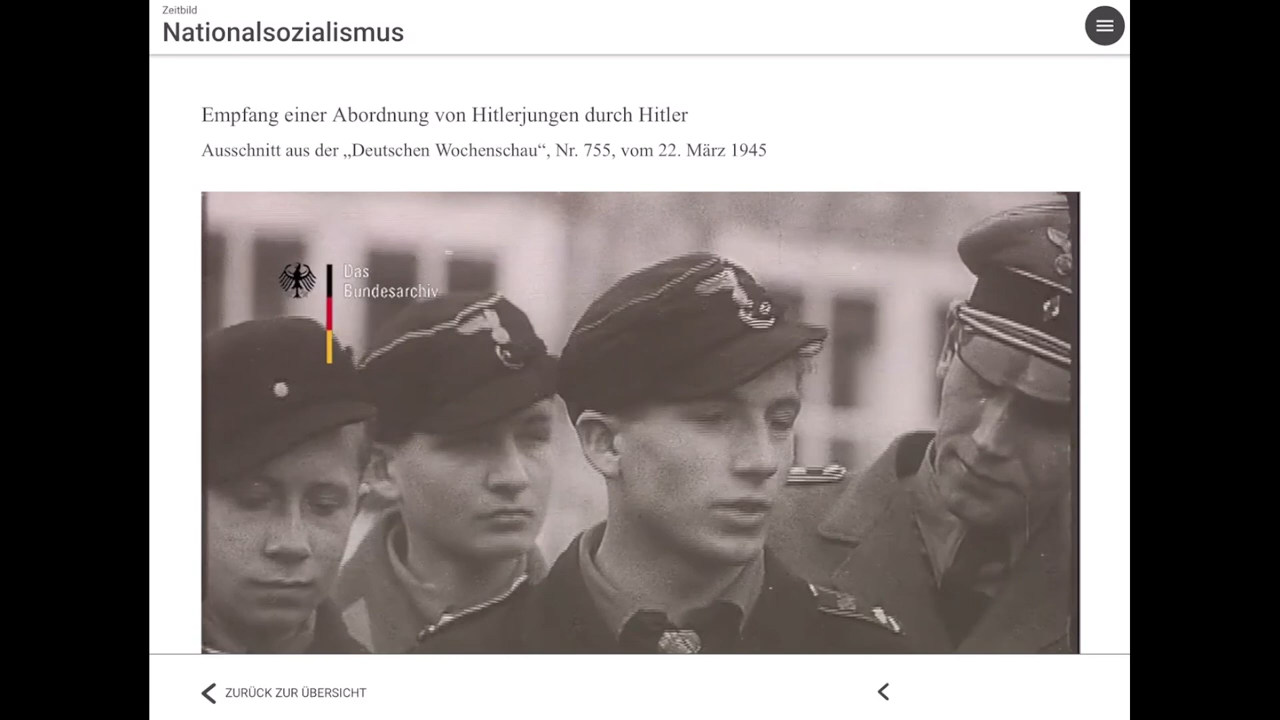 Zeitbild
Nationalsozialismus
Empfang einer Abordnung von Hitlerjungen durch Hitler
Ausschnitt aus der „Deutschen Wochenschau“, Nr. 755, vom 22. März 1945
Das
Bundesarchiv
ZURÜCK ZUR ÜBERSICHT